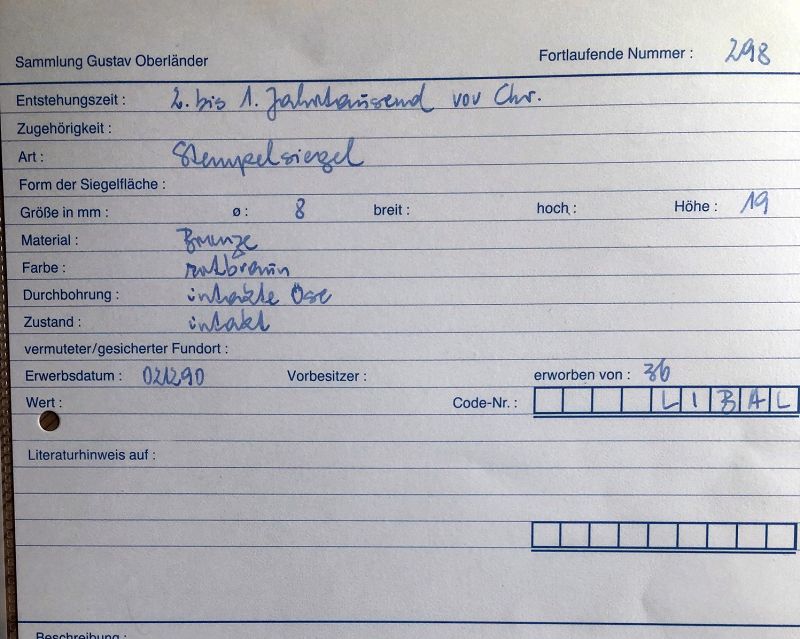 Sammlung Gustav Oberländer Fortlaufende Nummer : 298
Entstehungszeit : 2. bis 1. Jahrtausend vor Chr.
Zugehörigkeit :
Art : Stempelsiegel
Form der Siegelfläche :
Größe in mm : ø : 8 breit : hoch : Höhe : 19
Material : Bronze
Farbe : rotbraun
Durchbohrung : intakte Öse
Zustand : intakt
vermuteter/gesicherter Fundort :
Erwerbsdatum : 021290 Vorbesitzer : erworben von : 36
Wert : Code-Nr. : LIBAL
Literaturhinweis auf :
Beschreibung :